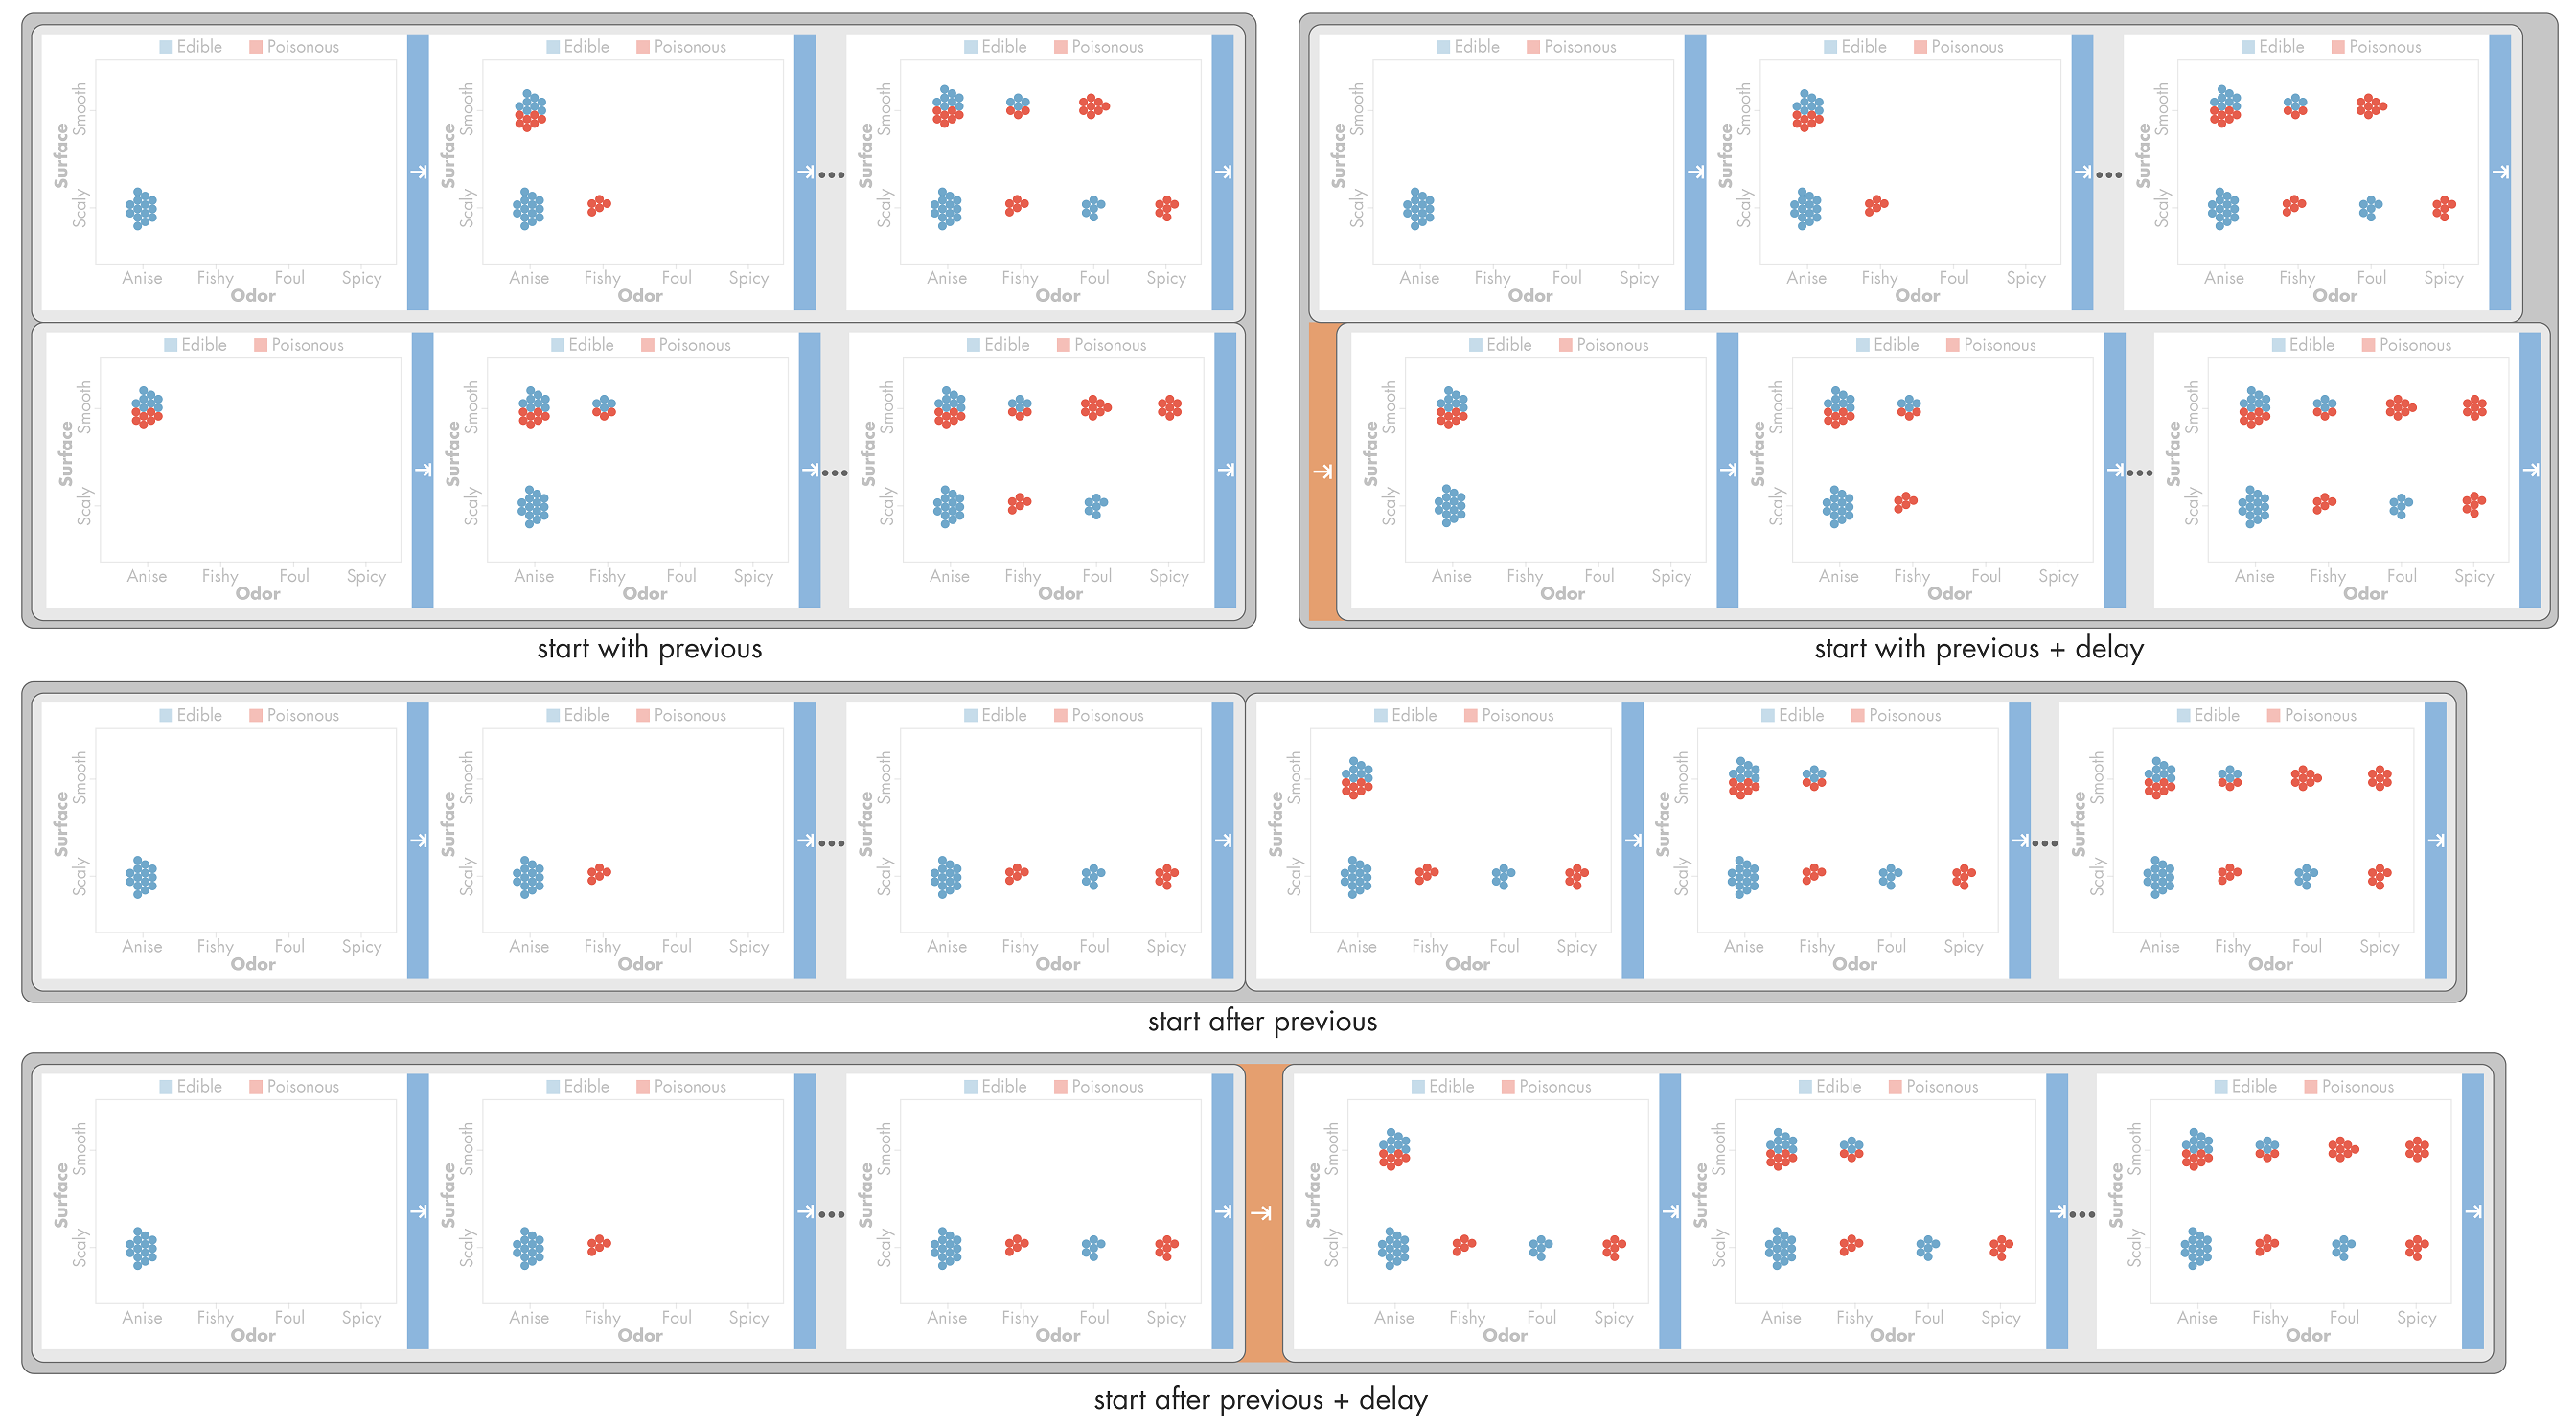 Edible Poisonous
Surface
Smooth
Scaly
Anise Fishy Foul Spicy
Odor
Edible Poisonous
Surface
Smooth
Scaly
Anise Fishy Foul Spicy
Odor
Edible Poisonous
Surface
Smooth
Scaly
Anise Fishy Foul Spicy
Odor
Edible Poisonous
Surface
Smooth
Scaly
Anise Fishy Foul Spicy
Odor
Edible Poisonous
Surface
Smooth
Scaly
Anise Fishy Foul Spicy
Odor
Edible Poisonous
Surface
Smooth
Scaly
Anise Fishy Foul Spicy
Odor
start with previous
Edible Poisonous
Surface
Smooth
Scaly
Anise Fishy Foul Spicy
Odor
Edible Poisonous
Surface
Smooth
Scaly
Anise Fishy Foul Spicy
Odor
Edible Poisonous
Surface
Smooth
Scaly
Anise Fishy Foul Spicy
Odor
Edible Poisonous
Surface
Smooth
Scaly
Anise Fishy Foul Spicy
Odor
Edible Poisonous
Surface
Smooth
Scaly
Anise Fishy Foul Spicy
Odor
Edible Poisonous
Surface
Smooth
Scaly
Anise Fishy Foul Spicy
Odor
start with previous + delay
Edible Poisonous
Surface
Smooth
Scaly
Anise Fishy Foul Spicy
Odor
Edible Poisonous
Surface
Smooth
Scaly
Anise Fishy Foul Spicy
Odor
Edible Poisonous
Surface
Smooth
Scaly
Anise Fishy Foul Spicy
Odor
Edible Poisonous
Surface
Smooth
Scaly
Anise Fishy Foul Spicy
Odor
Edible Poisonous
Surface
Smooth
Scaly
Anise Fishy Foul Spicy
Odor
Edible Poisonous
Surface
Smooth
Scaly
Anise Fishy Foul Spicy
Odor
start after previous
Edible Poisonous
Surface
Smooth
Scaly
Anise Fishy Foul Spicy
Odor
Edible Poisonous
Surface
Smooth
Scaly
Anise Fishy Foul Spicy
Odor
Edible Poisonous
Surface
Smooth
Scaly
Anise Fishy Foul Spicy
Odor
Edible Poisonous
Surface
Smooth
Scaly
Anise Fishy Foul Spicy
Odor
Edible Poisonous
Surface
Smooth
Scaly
Anise Fishy Foul Spicy
Odor
Edible Poisonous
Surface
Smooth
Scaly
Anise Fishy Foul Spicy
Odor
start after previous + delay